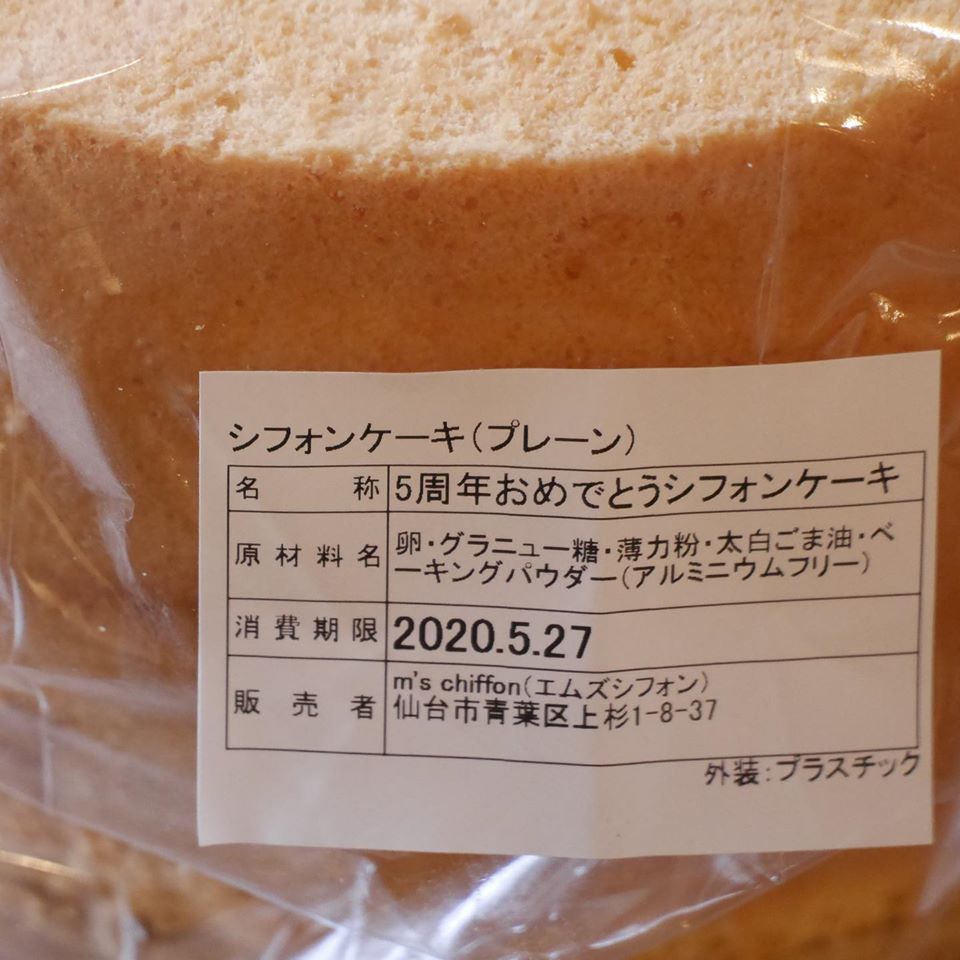 シフォンケーキ(プレーン)
名称 5周年おめでとうシフォンケーキ
原材料名 卵・グラニュー糖・薄力粉・太白ごま油・ベ
ーキングパウダー(アルミニウムフリー)
消費期限 2020.5.27
販売者 m's chiffon(エムズシフォン)
仙台市青葉区上杉1-8-37
外装:プラスチック